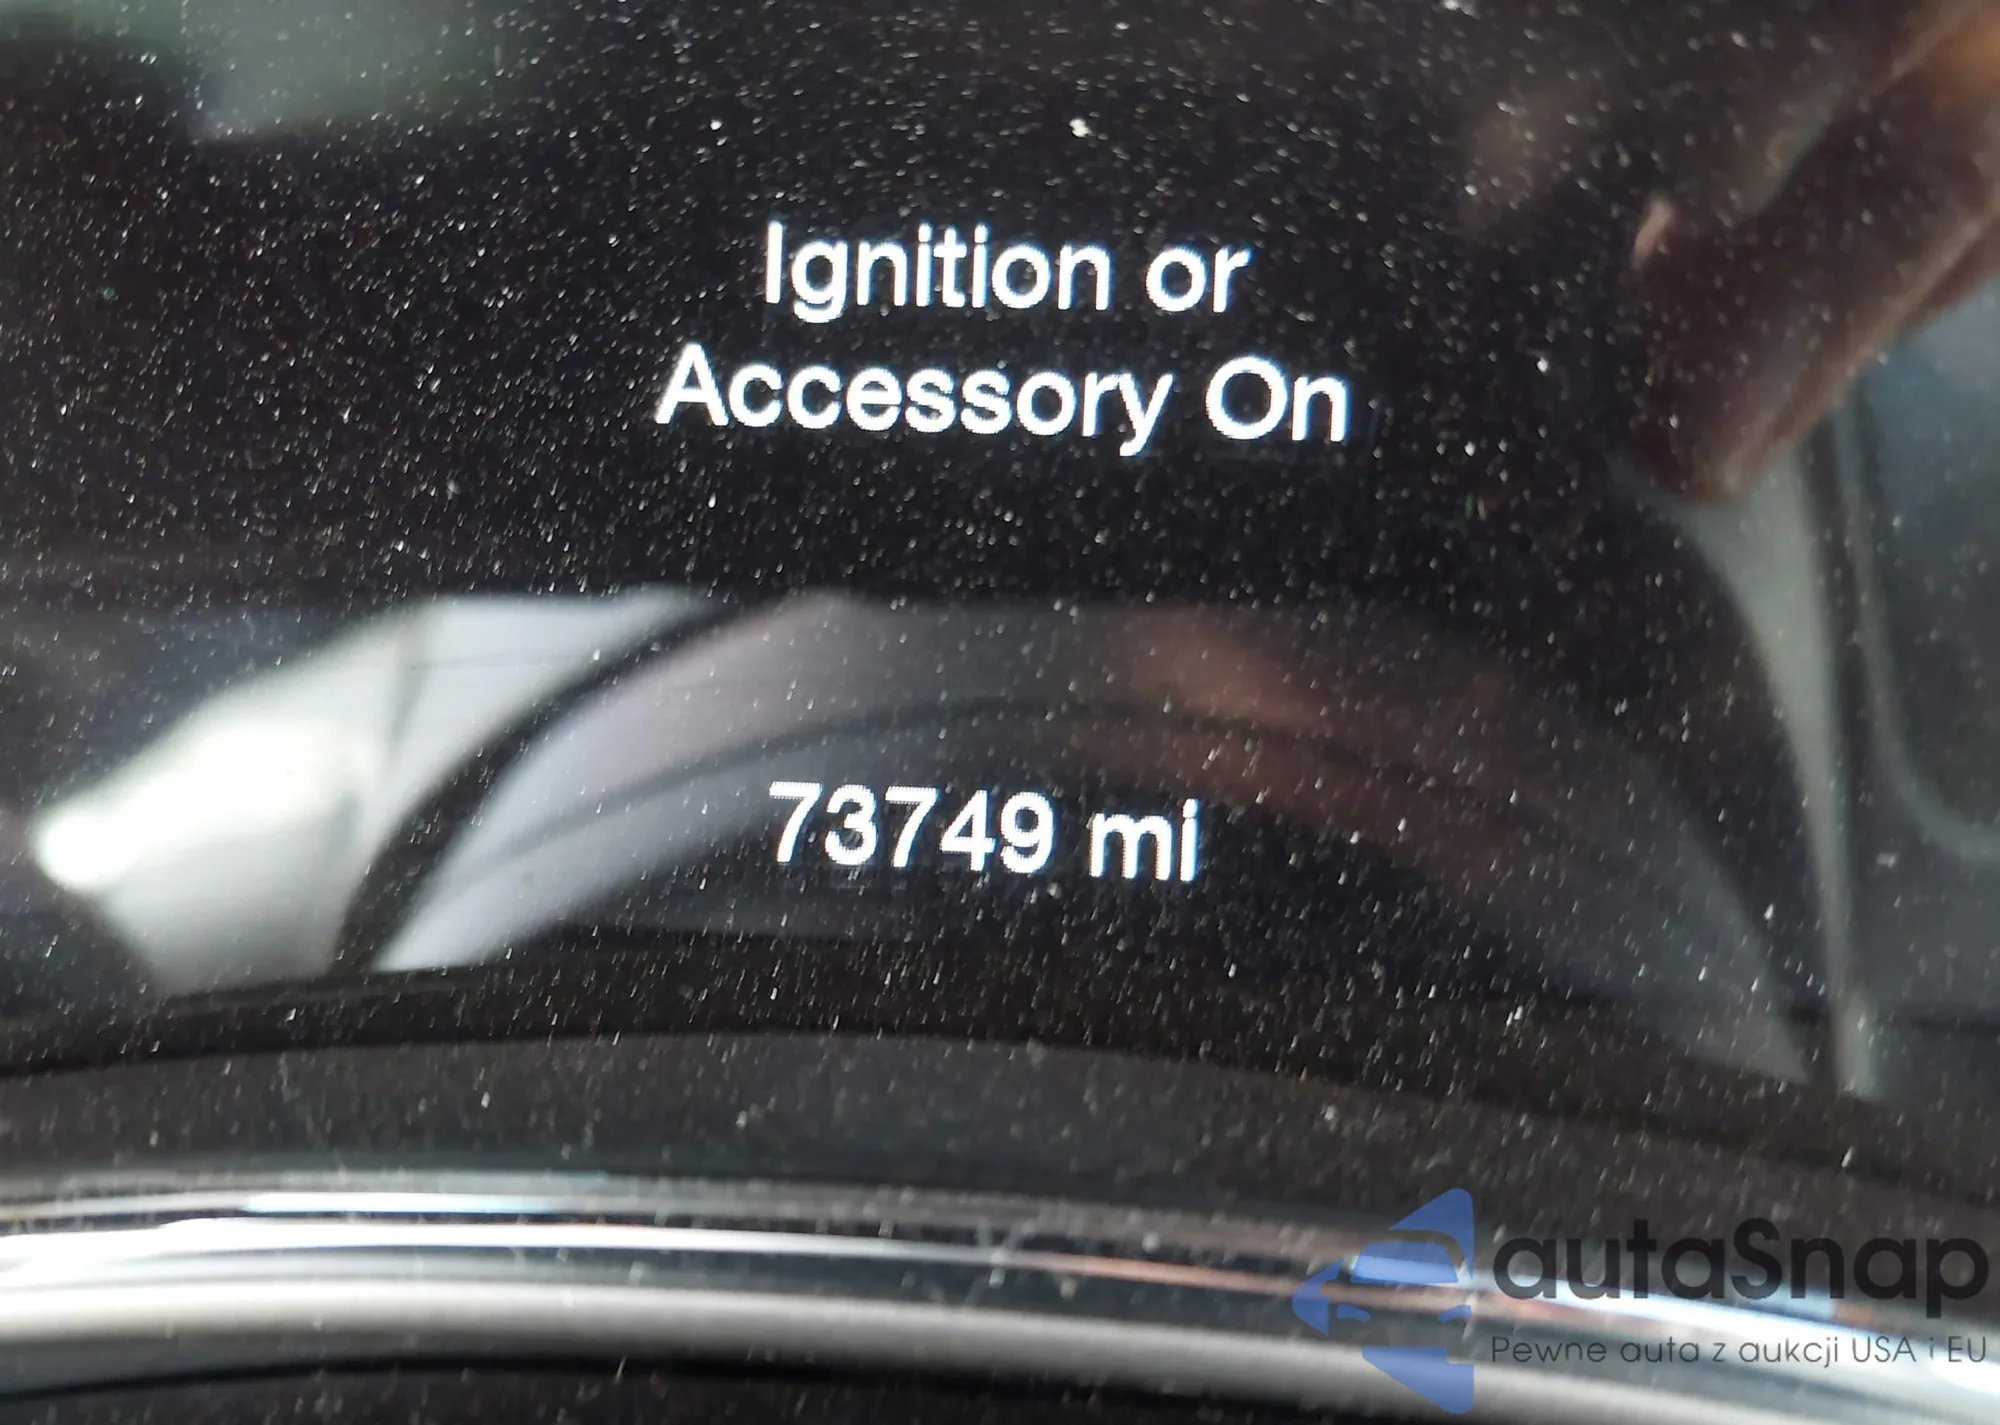 Ignition or
Accessory On
73749 mi
autaSnap
Pewne auta z aukcji USA i EU